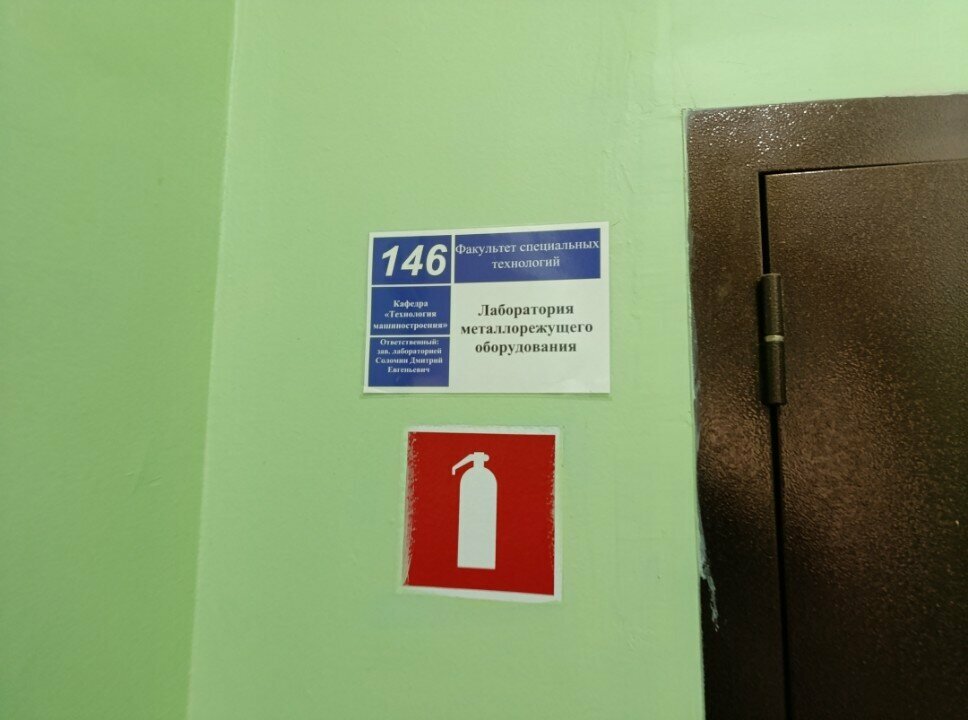 146
Факультет специальных
технологий
Кафедра
«Технология
машиностроения»
Лаборатория
металлорежущего
оборудования
Ответственный:
зав. лабораторией
Соломин Дмитрий
Евгеньевич